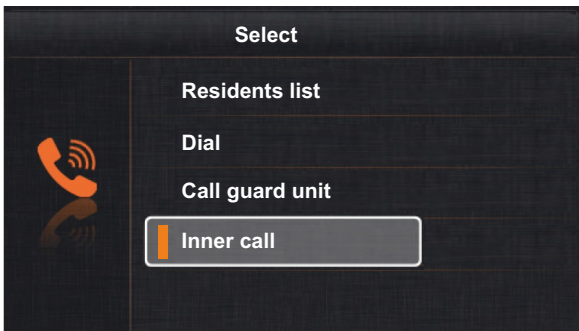 Select
Residents list
Dial
Call guard unit
Inner call